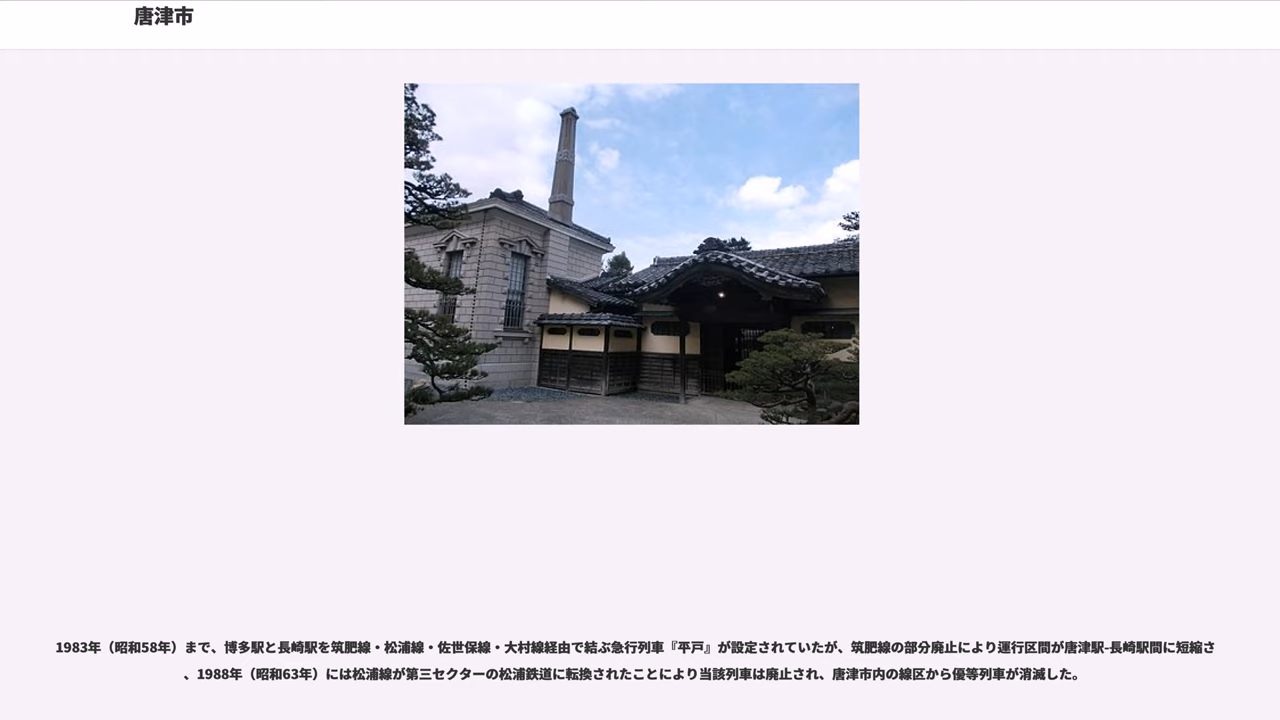 唐津市
1983年（昭和58年）まで、博多駅と長崎駅を筑肥線・松浦線・佐世保線・大村線経由で結ぶ急行列車『平戸』が設定されていたが、筑肥線の部分廃止により運行区間が唐津駅-長崎駅間に短縮さ
、1988年（昭和63年）には松浦線が第三セクターの松浦鉄道に転換されたことにより当該列車は廃止され、唐津市内の線区から優等列車が消滅した。